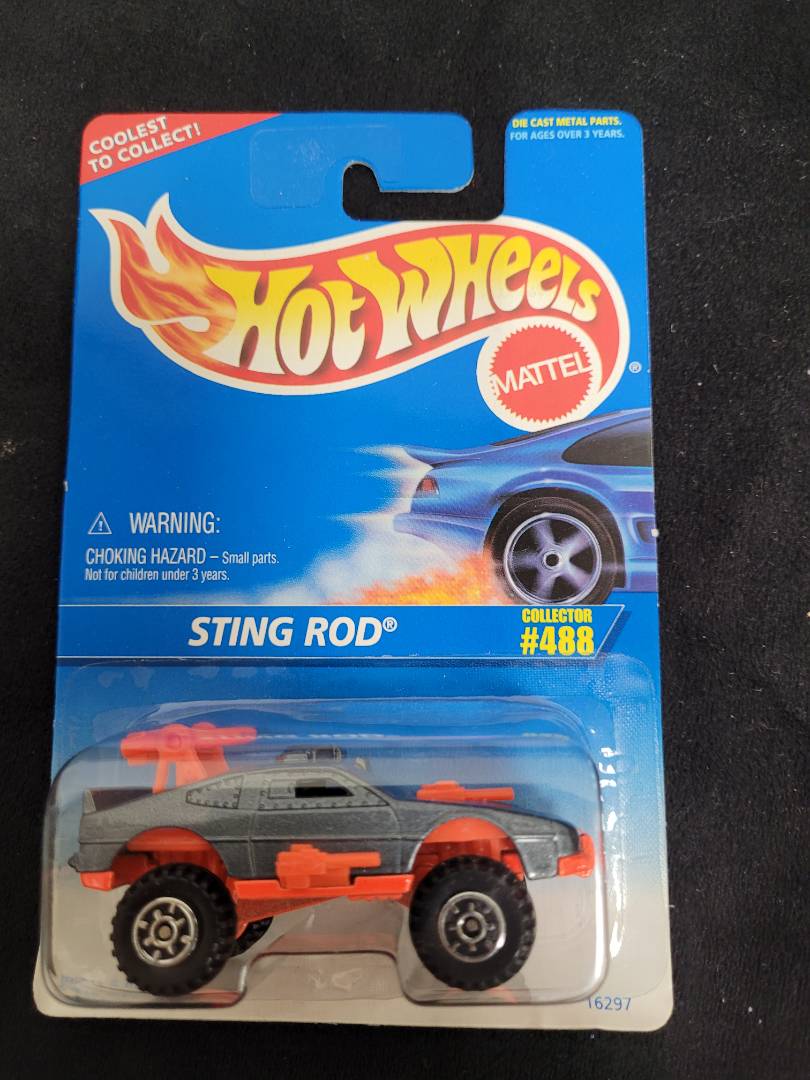 COOLEST
TO COLLECT!
DIE CAST METAL PARTS.
FOR AGES OVER 3 YEARS.
HOT WHEELS
MATTEL
®
⚠ WARNING:
CHOKING HAZARD – Small parts.
Not for children under 3 years.
STING ROD®
COLLECTOR
#488
16297